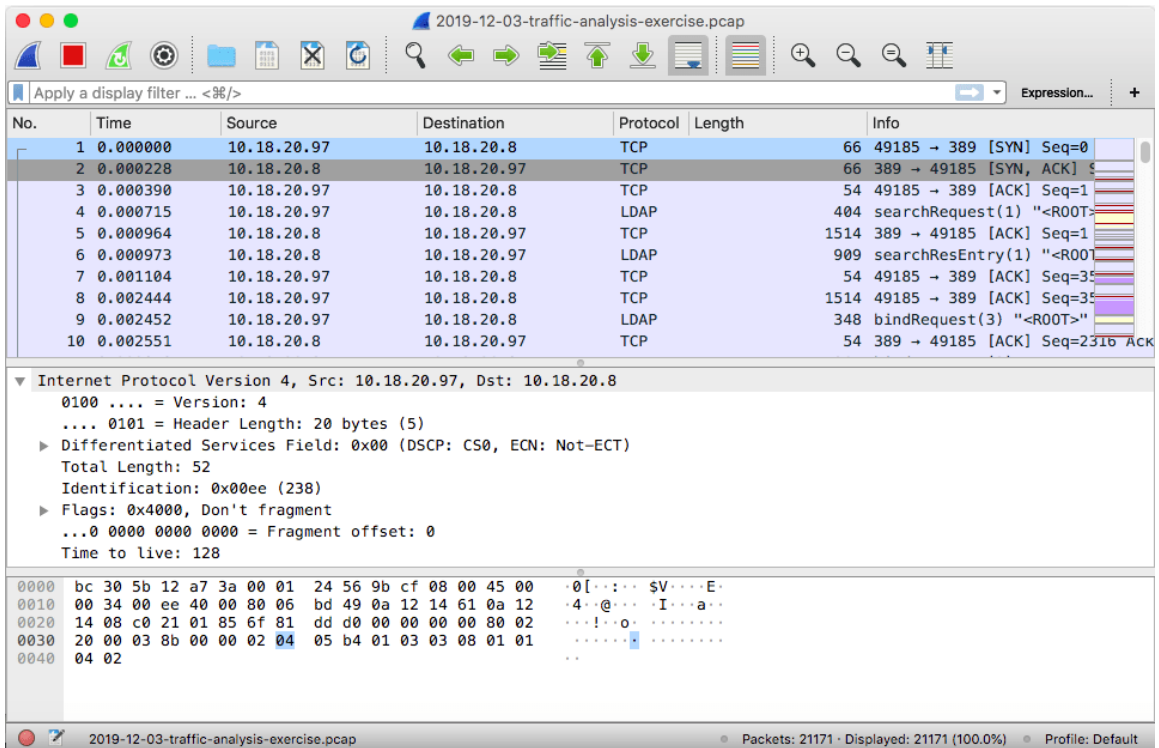 2019-12-03-traffic-analysis-exercise.pcap
Apply a display filter ... <⌘/>
Expression...
+
No. Time Source Destination Protocol Length Info
1 0.000000 10.18.20.97 10.18.20.8 TCP 66 49185 → 389 [SYN] Seq=0
2 0.000228 10.18.20.8 10.18.20.97 TCP 66 389 → 49185 [SYN, ACK] S
3 0.000390 10.18.20.97 10.18.20.8 TCP 54 49185 → 389 [ACK] Seq=1
4 0.000715 10.18.20.97 10.18.20.8 LDAP 404 searchRequest(1) "<ROOT>
5 0.000964 10.18.20.8 10.18.20.97 TCP 1514 389 → 49185 [ACK] Seq=1
6 0.000973 10.18.20.8 10.18.20.97 LDAP 909 searchResEntry(1) "<ROOT
7 0.001104 10.18.20.97 10.18.20.8 TCP 54 49185 → 389 [ACK] Seq=35
8 0.002444 10.18.20.97 10.18.20.8 TCP 1514 49185 → 389 [ACK] Seq=35
9 0.002452 10.18.20.97 10.18.20.8 LDAP 348 bindRequest(3) "<ROOT>"
10 0.002551 10.18.20.8 10.18.20.97 TCP 54 389 → 49185 [ACK] Seq=2316 Ack
Internet Protocol Version 4, Src: 10.18.20.97, Dst: 10.18.20.8
0100 .... = Version: 4
.... 0101 = Header Length: 20 bytes (5)
Differentiated Services Field: 0x00 (DSCP: CS0, ECN: Not-ECT)
Total Length: 52
Identification: 0x00ee (238)
Flags: 0x4000, Don't fragment
...0 0000 0000 0000 = Fragment offset: 0
Time to live: 128
0000 bc 30 5b 12 a7 3a 00 01 24 56 9b cf 08 00 45 00 ·0[··:·· $V····E·
0010 00 34 00 ee 40 00 80 06 bd 49 0a 12 14 61 0a 12 ·4··@··· ·I···a··
0020 14 08 c0 21 01 85 6f 81 dd d0 00 00 00 00 80 02 ···!··o· ········
0030 20 00 03 8b 00 00 02 04 05 b4 01 03 03 08 01 01 ······· ········
0040 04 02 ··
2019-12-03-traffic-analysis-exercise.pcap
Packets: 21171 · Displayed: 21171 (100.0%)
Profile: Default